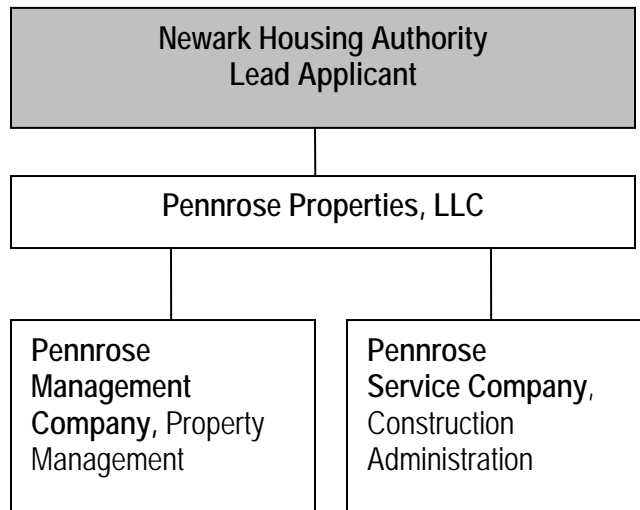 Newark Housing Authority
Lead Applicant
Pennrose Properties, LLC
Pennrose
Management
Company, Property
Management
Pennrose
Service Company,
Construction
Administration